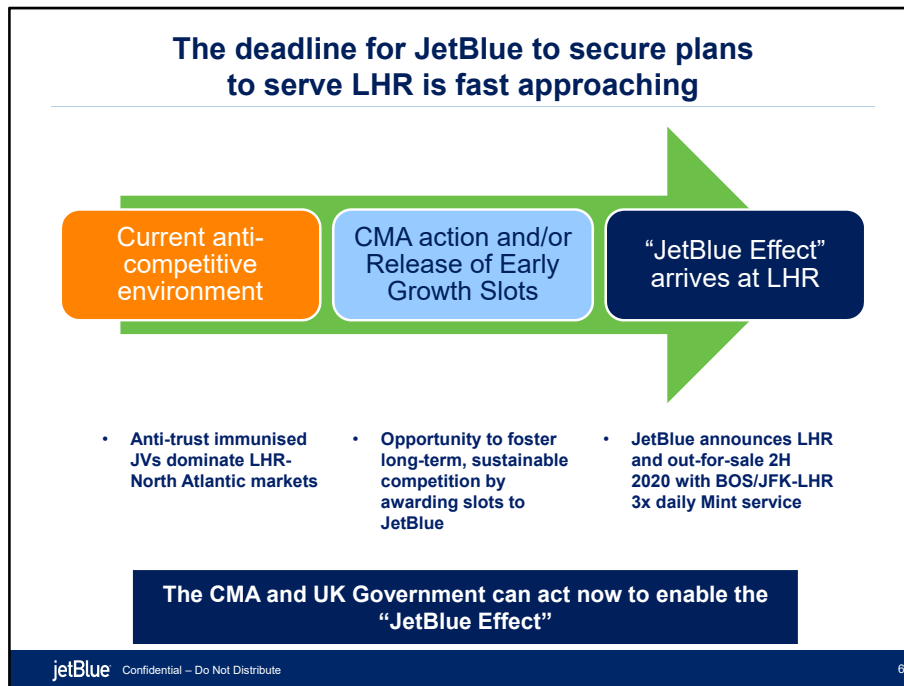 The deadline for JetBlue to secure plans
to serve LHR is fast approaching
Current anti-
competitive
environment
CMA action and/or
Release of Early
Growth Slots
“JetBlue Effect”
arrives at LHR
• Anti-trust immunised
JVs dominate LHR-
North Atlantic markets
• Opportunity to foster
long-term, sustainable
competition by
awarding slots to
JetBlue
• JetBlue announces LHR
and out-for-sale 2H
2020 with BOS/JFK-LHR
3x daily Mint service
The CMA and UK Government can act now to enable the
“JetBlue Effect”
jetBlue Confidential – Do Not Distribute
6